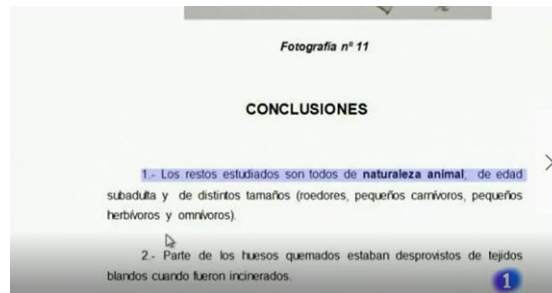 Fotografía nº 11
CONCLUSIONES
1.- Los restos estudiados son todos de naturaleza animal, de edad
subadulta y de distintos tamaños (roedores, pequeños carnívoros, pequeños
herbívoros y omnívoros).
2.- Parte de los huesos quemados estaban desprovistos de tejidos
blandos cuando fueron incinerados.
1